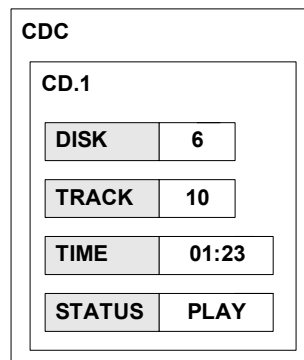 CDC
CD.1
DISK 6
TRACK 10
TIME 01:23
STATUS PLAY